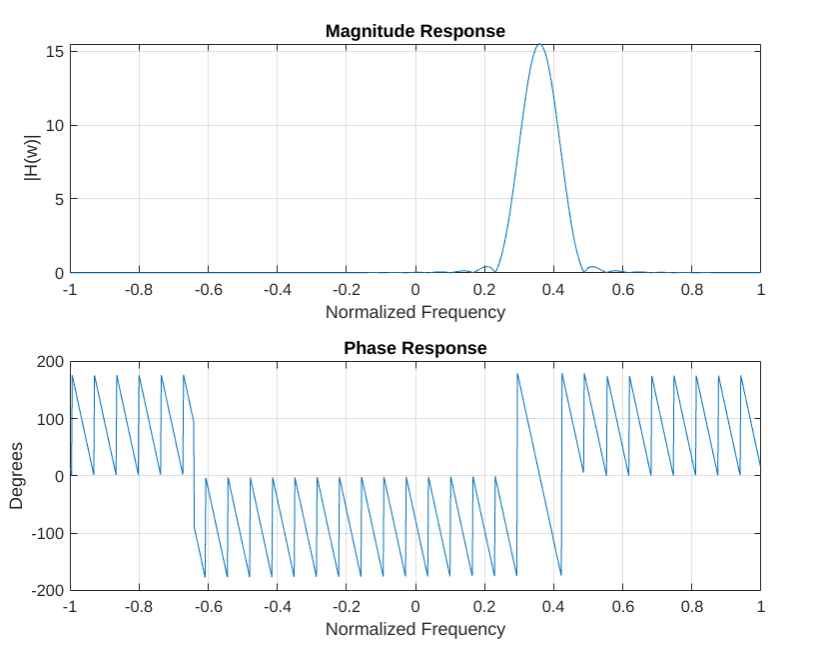 Magnitude Response
15
10
5
0
|H(w)|
-1 -0.8 -0.6 -0.4 -0.2 0 0.2 0.4 0.6 0.8 1
Normalized Frequency
Phase Response
200
100
0
-100
-200
Degrees
-1 -0.8 -0.6 -0.4 -0.2 0 0.2 0.4 0.6 0.8 1
Normalized Frequency